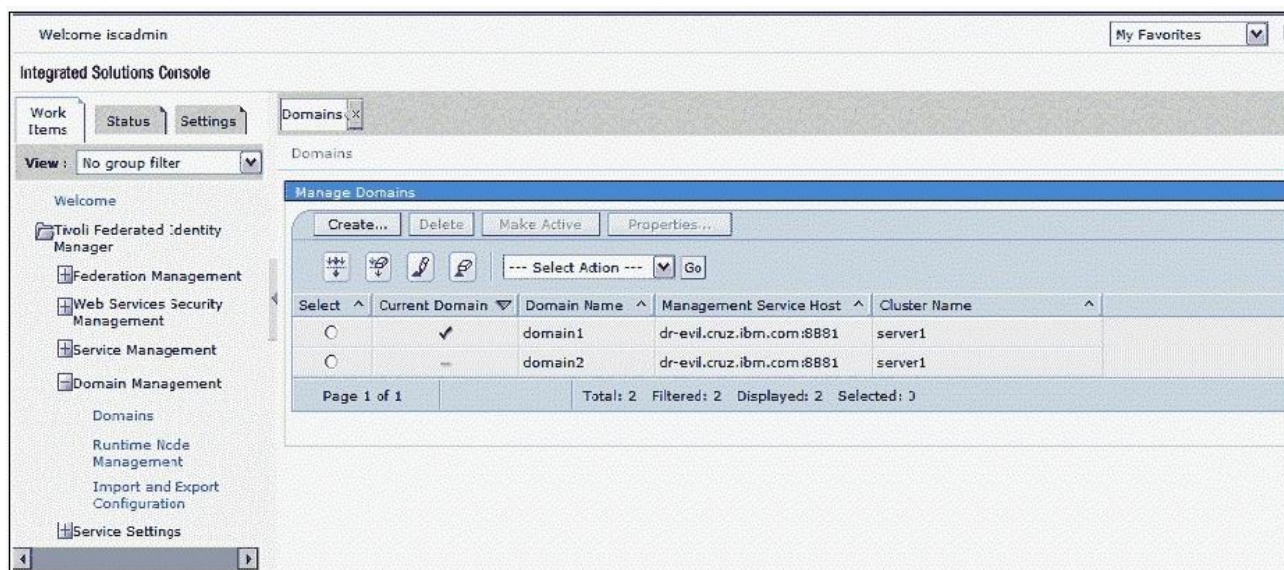 Welcome iscadmin
My Favorites
Integrated Solutions Console
Work Items
Status
Settings
Domains x
View : No group filter
Domains
Welcome
Manage Domains
Tivoli Federated Identity Manager
Create...
Delete
Make Active
Properties...
Federation Management
--- Select Action ---
Go
Web Services Security Management
Select ^ Current Domain Domain Name ^ Management Service Host ^ Cluster Name ^
Service Management
domain1 dr-evil.cruz.ibm.com:8881 server1
-- domain2 dr-evil.cruz.ibm.com:8881 server1
Domain Management
Page 1 of 1 Total: 2 Filtered: 2 Displayed: 2 Selected: 0
Domains
Runtime Node Management
Import and Export Configuration
Service Settings